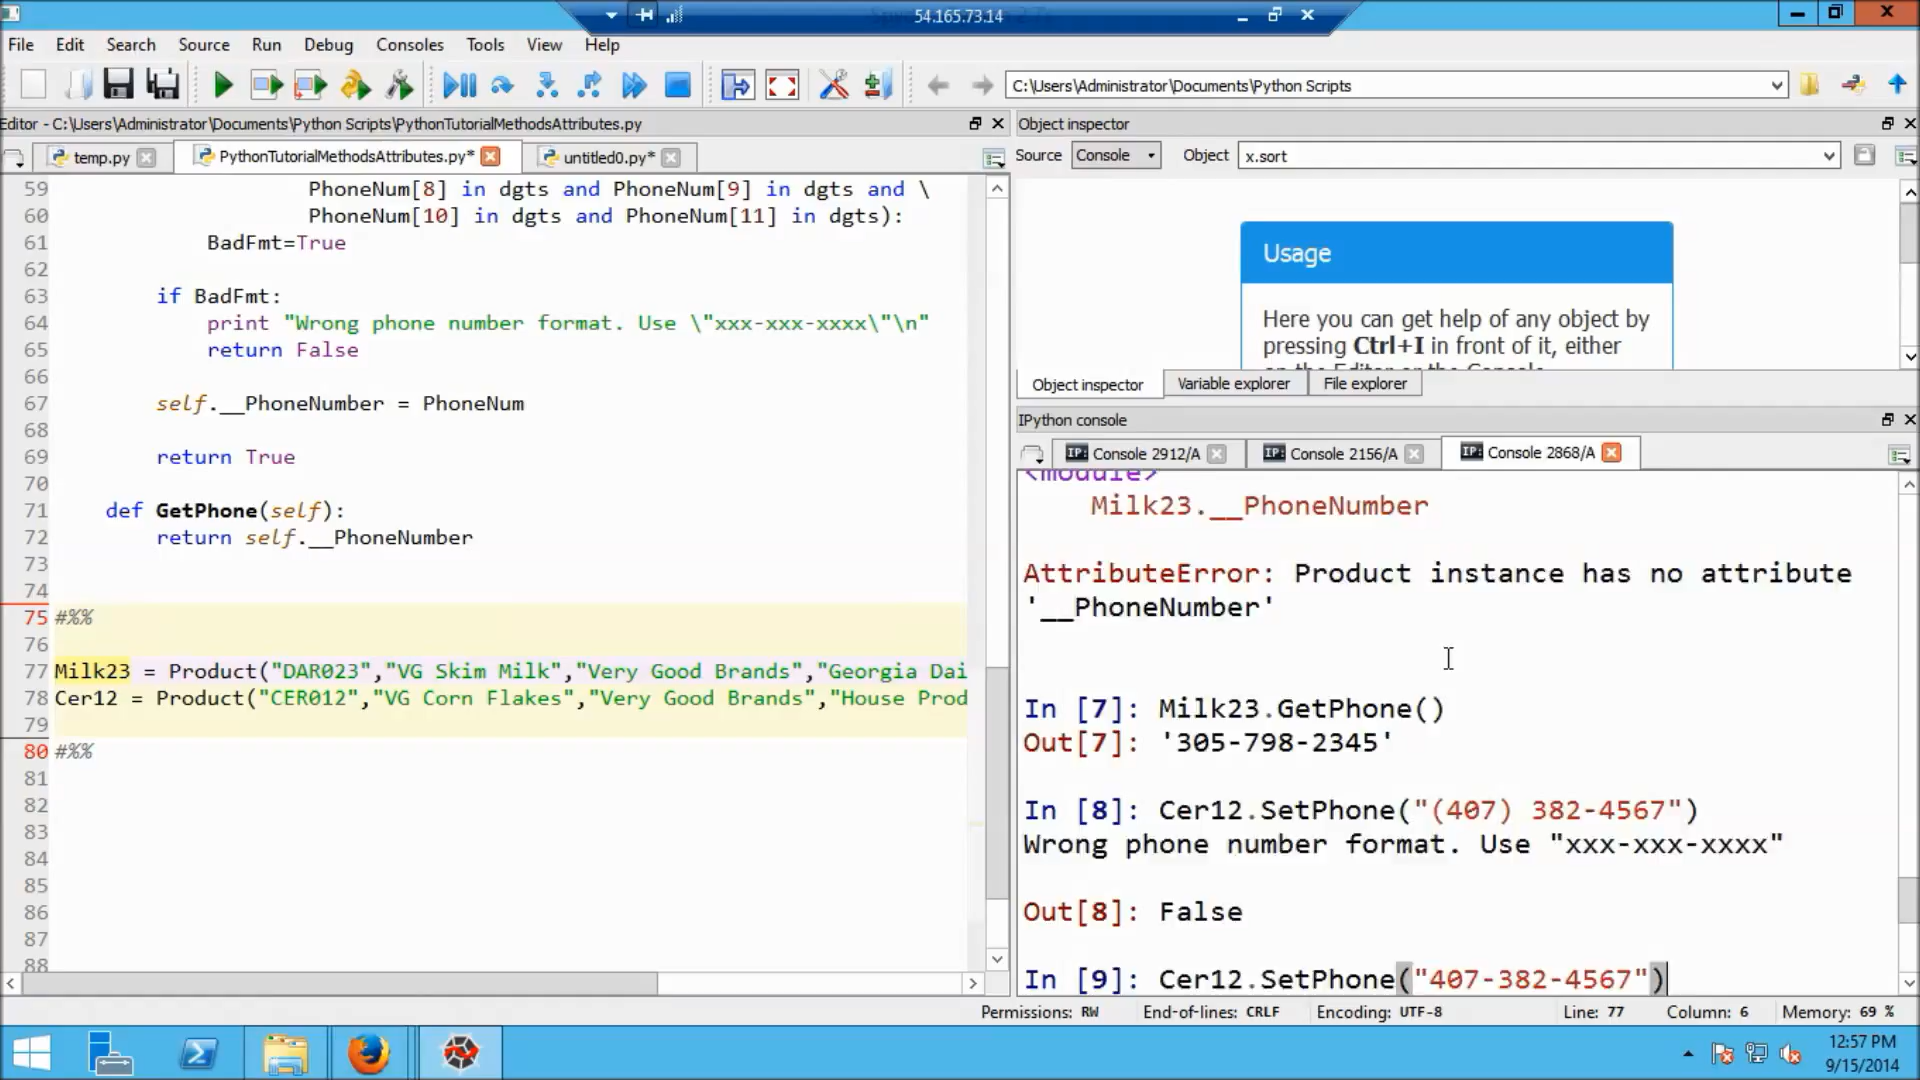 54.165.73.14
File Edit Search Source Run Debug Consoles Tools View Help
C:\Users\Administrator\Documents\Python Scripts
Editor - C:\Users\Administrator\Documents\Python Scripts\PythonTutorialMethodsAttributes.py
temp.py PythonTutorialMethodsAttributes.py* untitled0.py*
59 PhoneNum[8] in dgts and PhoneNum[9] in dgts and \
60 PhoneNum[10] in dgts and PhoneNum[11] in dgts):
61 BadFmt=True
62
63 if BadFmt:
64 print "Wrong phone number format. Use \"xxx-xxx-xxxx\"\n"
65 return False
66
67 self.__PhoneNumber = PhoneNum
68
69 return True
70
71 def GetPhone(self):
72 return self.__PhoneNumber
73
74
75 #%%
76
77 Milk23 = Product("DAR023","VG Skim Milk","Very Good Brands","Georgia Dai
78 Cer12 = Product("CER012","VG Corn Flakes","Very Good Brands","House Prod
79
80 #%%
81
82
83
84
85
86
87
88
Object inspector
Source Console Object x.sort
Usage
Here you can get help of any object by
pressing Ctrl+I in front of it, either
on the Editor or the Console.
Object inspector Variable explorer File explorer
IPython console
IP: Console 2912/A IP: Console 2156/A IP: Console 2868/A
<module>
Milk23.__PhoneNumber
AttributeError: Product instance has no attribute
'__PhoneNumber'
In [7]: Milk23.GetPhone()
Out[7]: '305-798-2345'
In [8]: Cer12.SetPhone("(407) 382-4567")
Wrong phone number format. Use "xxx-xxx-xxxx"
Out[8]: False
In [9]: Cer12.SetPhone("407-382-4567")
Permissions: RW End-of-lines: CRLF Encoding: UTF-8 Line: 77 Column: 6 Memory: 69 %
12:57 PM
9/15/2014